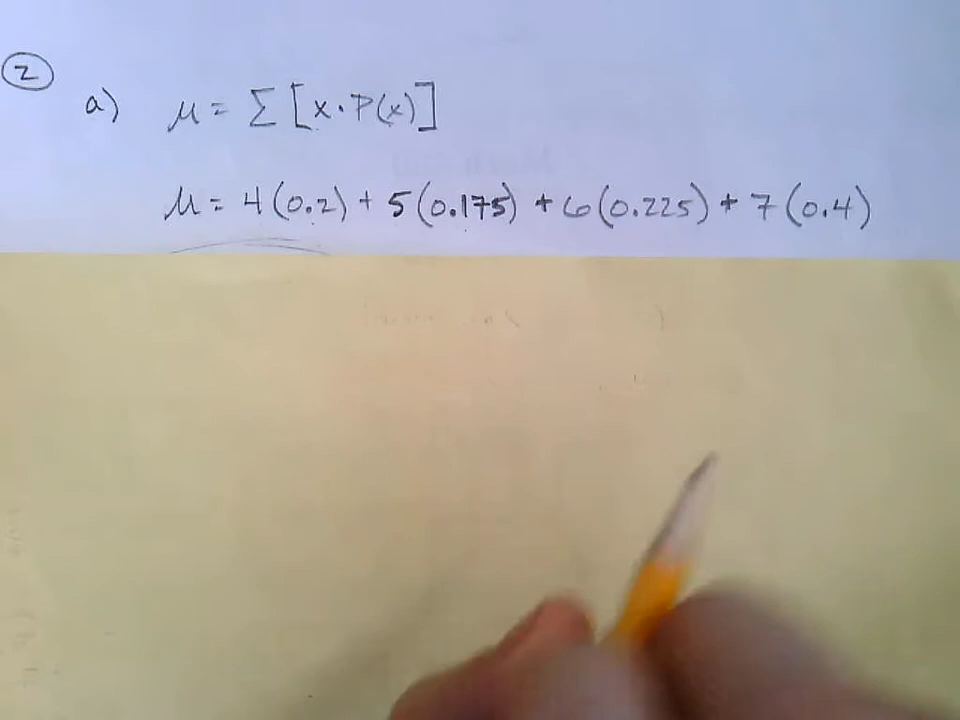 ②
a) μ = Σ [x · P(x)]
μ = 4(0.2) + 5(0.175) + 6(0.225) + 7(0.4)